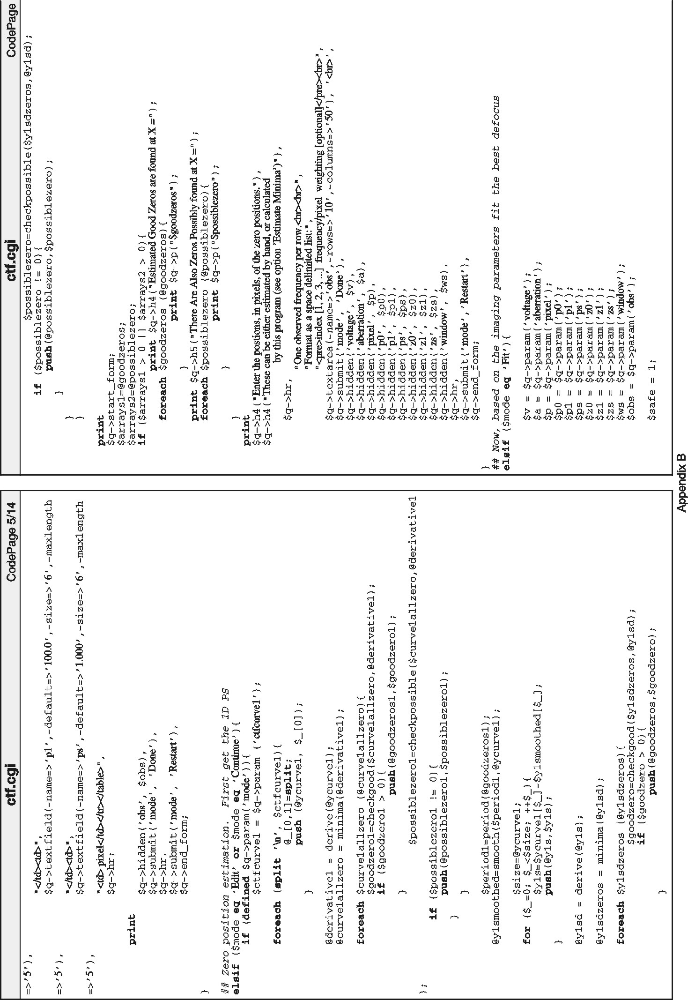 ctf.cgi CodePage 5/14
=>'5'),
"</td><td>",
$q->textfield(-name=>'p1',-default=>'100.0',-size=>'6',-maxlength
=>'5'),
"</td><td>",
$q->textfield(-name=>'ps',-default=>'1.000',-size=>'6',-maxlength
=>'5'),
"<td> pixel</td></tr></table>",
$q->hr;
print
$q->hidden('obs', $obs),
$q->submit('mode', 'Done'),
$q->hr,
$q->submit('mode', 'Restart'),
$q->end_form;
}
## Zero position estimation. First get the 1D PS
elsif ($mode eq 'Edit' or $mode eq 'Continue'){
if (defined $q->param('mode')){
$ctfcurve1 = $q->param ('ctfcurve1');
foreach (split '\n', $ctfcurve1){
@_[0,1]=split;
push (@ycurve1, $_[0]);
}
@derivative1 = derive(@ycurve1);
@curve1allzero = minima(@derivative1);
foreach $curve1allzero (@curve1allzero){
$goodzero1=checkgood($curve1allzero,@derivative1);
if ($goodzero1 > 0){
push(@goodzeros1,$goodzero1);
}
$possiblezero1=checkpossible($curve1allzero,@derivative1
);
if ($possiblezero1 != 0){
push(@possiblezero1,$possiblezero1);
}
}
$period1=period(@goodzeros1);
@y1smoothed=smooth($period1,@ycurve1);
$size=@ycurve1;
for ($_=0; $_<$size; ++$_){
$y1s=$ycurve1[$_]-$y1smoothed[$_];
push(@y1s,$y1s);
}
@y1sd = derive(@y1s);
@y1sdzeros = minima(@y1sd);
foreach $y1sdzeros (@y1sdzeros){
$goodzero=checkgood($y1sdzeros,@y1sd);
if ($goodzero > 0){
push(@goodzeros,$goodzero);
}
ctf.cgi CodePage
$possiblezero=checkpossible($y1sdzeros,@y1sd);
if ($possiblezero != 0){
push(@possiblezero,$possiblezero);
}
}
}
print
$q->start_form;
$arrays1=@goodzeros;
$arrays2=@possiblezero;
if ($arrays1 > 0 || $arrays2 > 0){
print $q->h4("Estimated Good Zeros are found at X =");
foreach $goodzeros (@goodzeros){
print $q->p("$goodzeros");
}
print $q->h5("There Are Also Zeros Possibly found at X =");
foreach $possiblezero (@possiblezero){
print $q->p("$possiblezero");
}
}
print
$q->h4("Enter the postions, in pixels, of the zero positions."),
$q->h4("These can be either estimated by hand, or calculated
by this program (see option 'Estimate Minima')"),
$q->hr,
"One observed frequency per row.<br><br>",
"Format as a space delimited list:",
"<pre>index [1, 2, 3, ...] frequency/pixel weighting [optional]</pre><br>",
$q->textarea(-name=>'obs',-rows=>'10',-columns=>'50'), '<br>',
$q->submit('mode', 'Done'),
$q->hidden('voltage', $v),
$q->hidden('aberration', $a),
$q->hidden('pixel', $p),
$q->hidden('p0', $p0),
$q->hidden('p1', $p1),
$q->hidden('ps', $ps),
$q->hidden('z0', $z0),
$q->hidden('z1', $z1),
$q->hidden('zs', $zs),
$q->hidden('window', $ws),
$q->hr,
$q->submit('mode','Restart'),
$q->end_form;
}
## Now, based on the imaging parameters fit the best defocus
elsif ($mode eq 'Fit'){
$v = $q->param('voltage');
$a = $q->param('aberration');
$p = $q->param('pixel');
$p0 = $q->param('p0');
$p1 = $q->param('p1');
$ps = $q->param('ps');
$z0 = $q->param('z0');
$z1 = $q->param('z1');
$zs = $q->param('zs');
$ws = $q->param('window');
$obs = $q->param('obs');
$safe = 1;
Appendix B